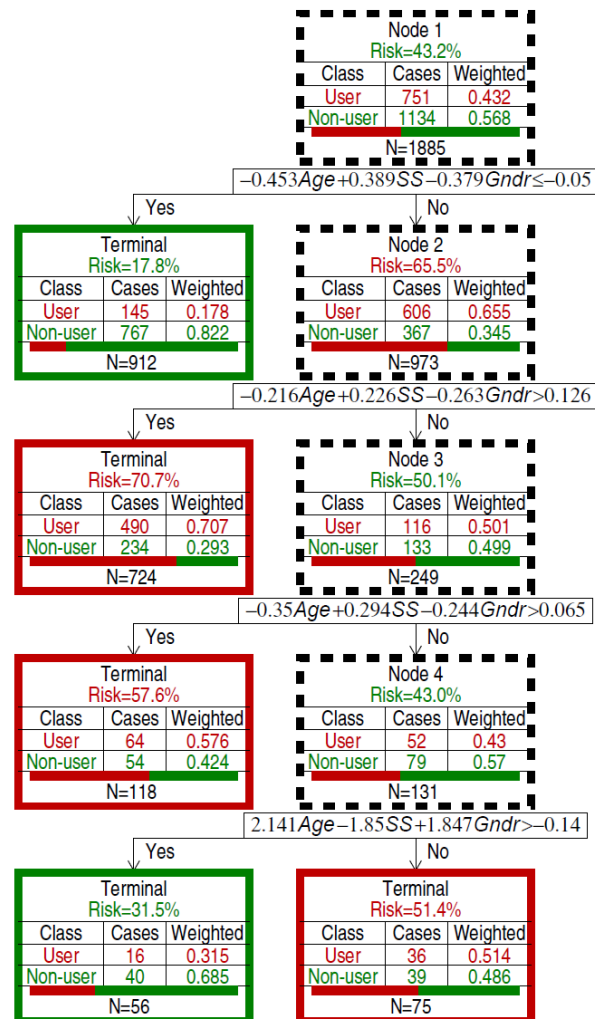 Node 1
Risk=43.2%
Class Cases Weighted
User 751 0.432
Non-user 1134 0.568
N=1885
−0.453Age+0.389SS−0.379Gndr≤−0.05
Yes No
Terminal
Risk=17.8%
Class Cases Weighted
User 145 0.178
Non-user 767 0.822
N=912
Node 2
Risk=65.5%
Class Cases Weighted
User 606 0.655
Non-user 367 0.345
N=973
−0.216Age+0.226SS−0.263Gndr>0.126
Yes No
Terminal
Risk=70.7%
Class Cases Weighted
User 490 0.707
Non-user 234 0.293
N=724
Node 3
Risk=50.1%
Class Cases Weighted
User 116 0.501
Non-user 133 0.499
N=249
−0.35Age+0.294SS−0.244Gndr>0.065
Yes No
Terminal
Risk=57.6%
Class Cases Weighted
User 64 0.576
Non-user 54 0.424
N=118
Node 4
Risk=43.0%
Class Cases Weighted
User 52 0.43
Non-user 79 0.57
N=131
2.141Age−1.85SS+1.847Gndr>−0.14
Yes No
Terminal
Risk=31.5%
Class Cases Weighted
User 16 0.315
Non-user 40 0.685
N=56
Terminal
Risk=51.4%
Class Cases Weighted
User 36 0.514
Non-user 39 0.486
N=75